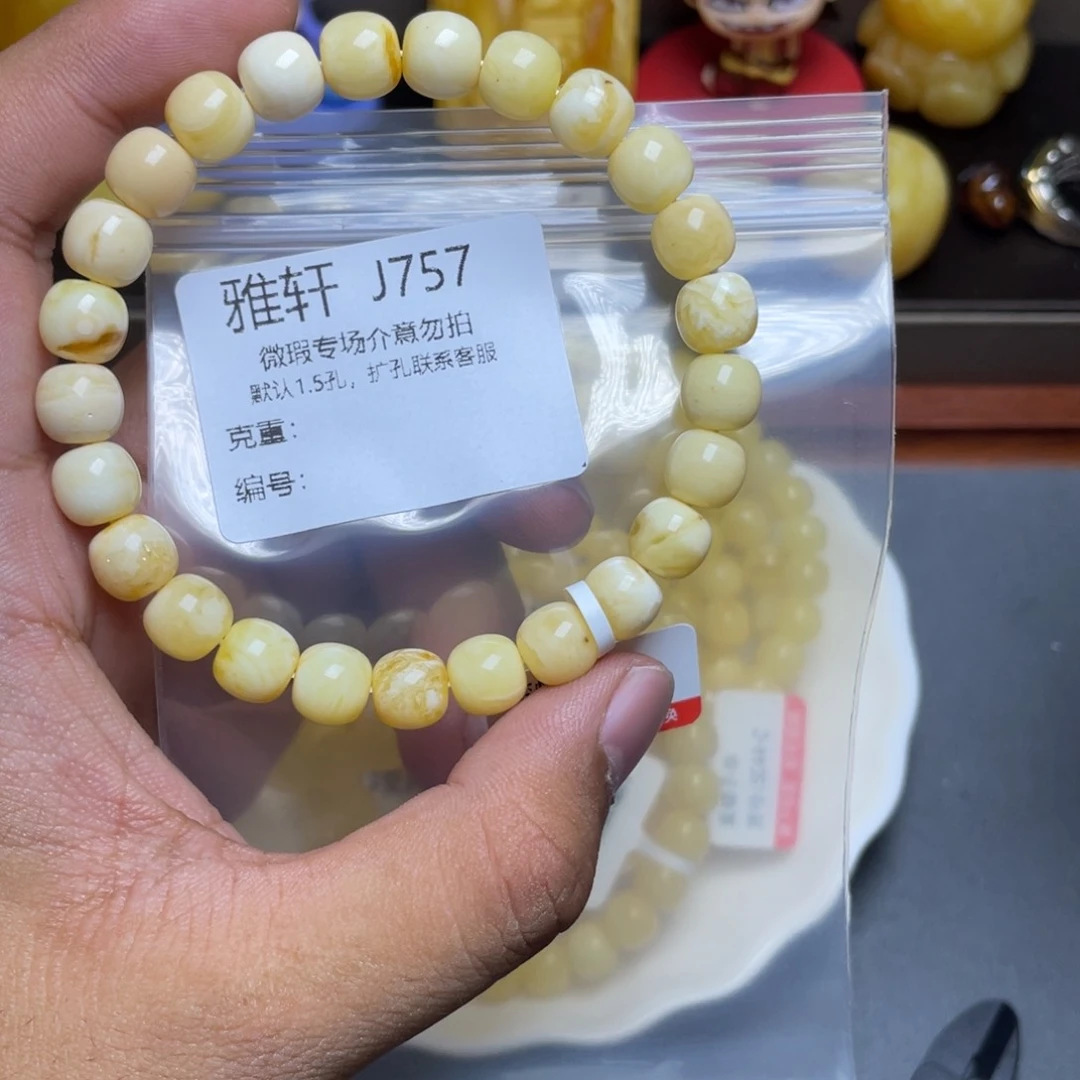 雅轩 J757
微瑕专场介意勿拍
默认1.5孔，扩孔联系客服
克重：
编号：